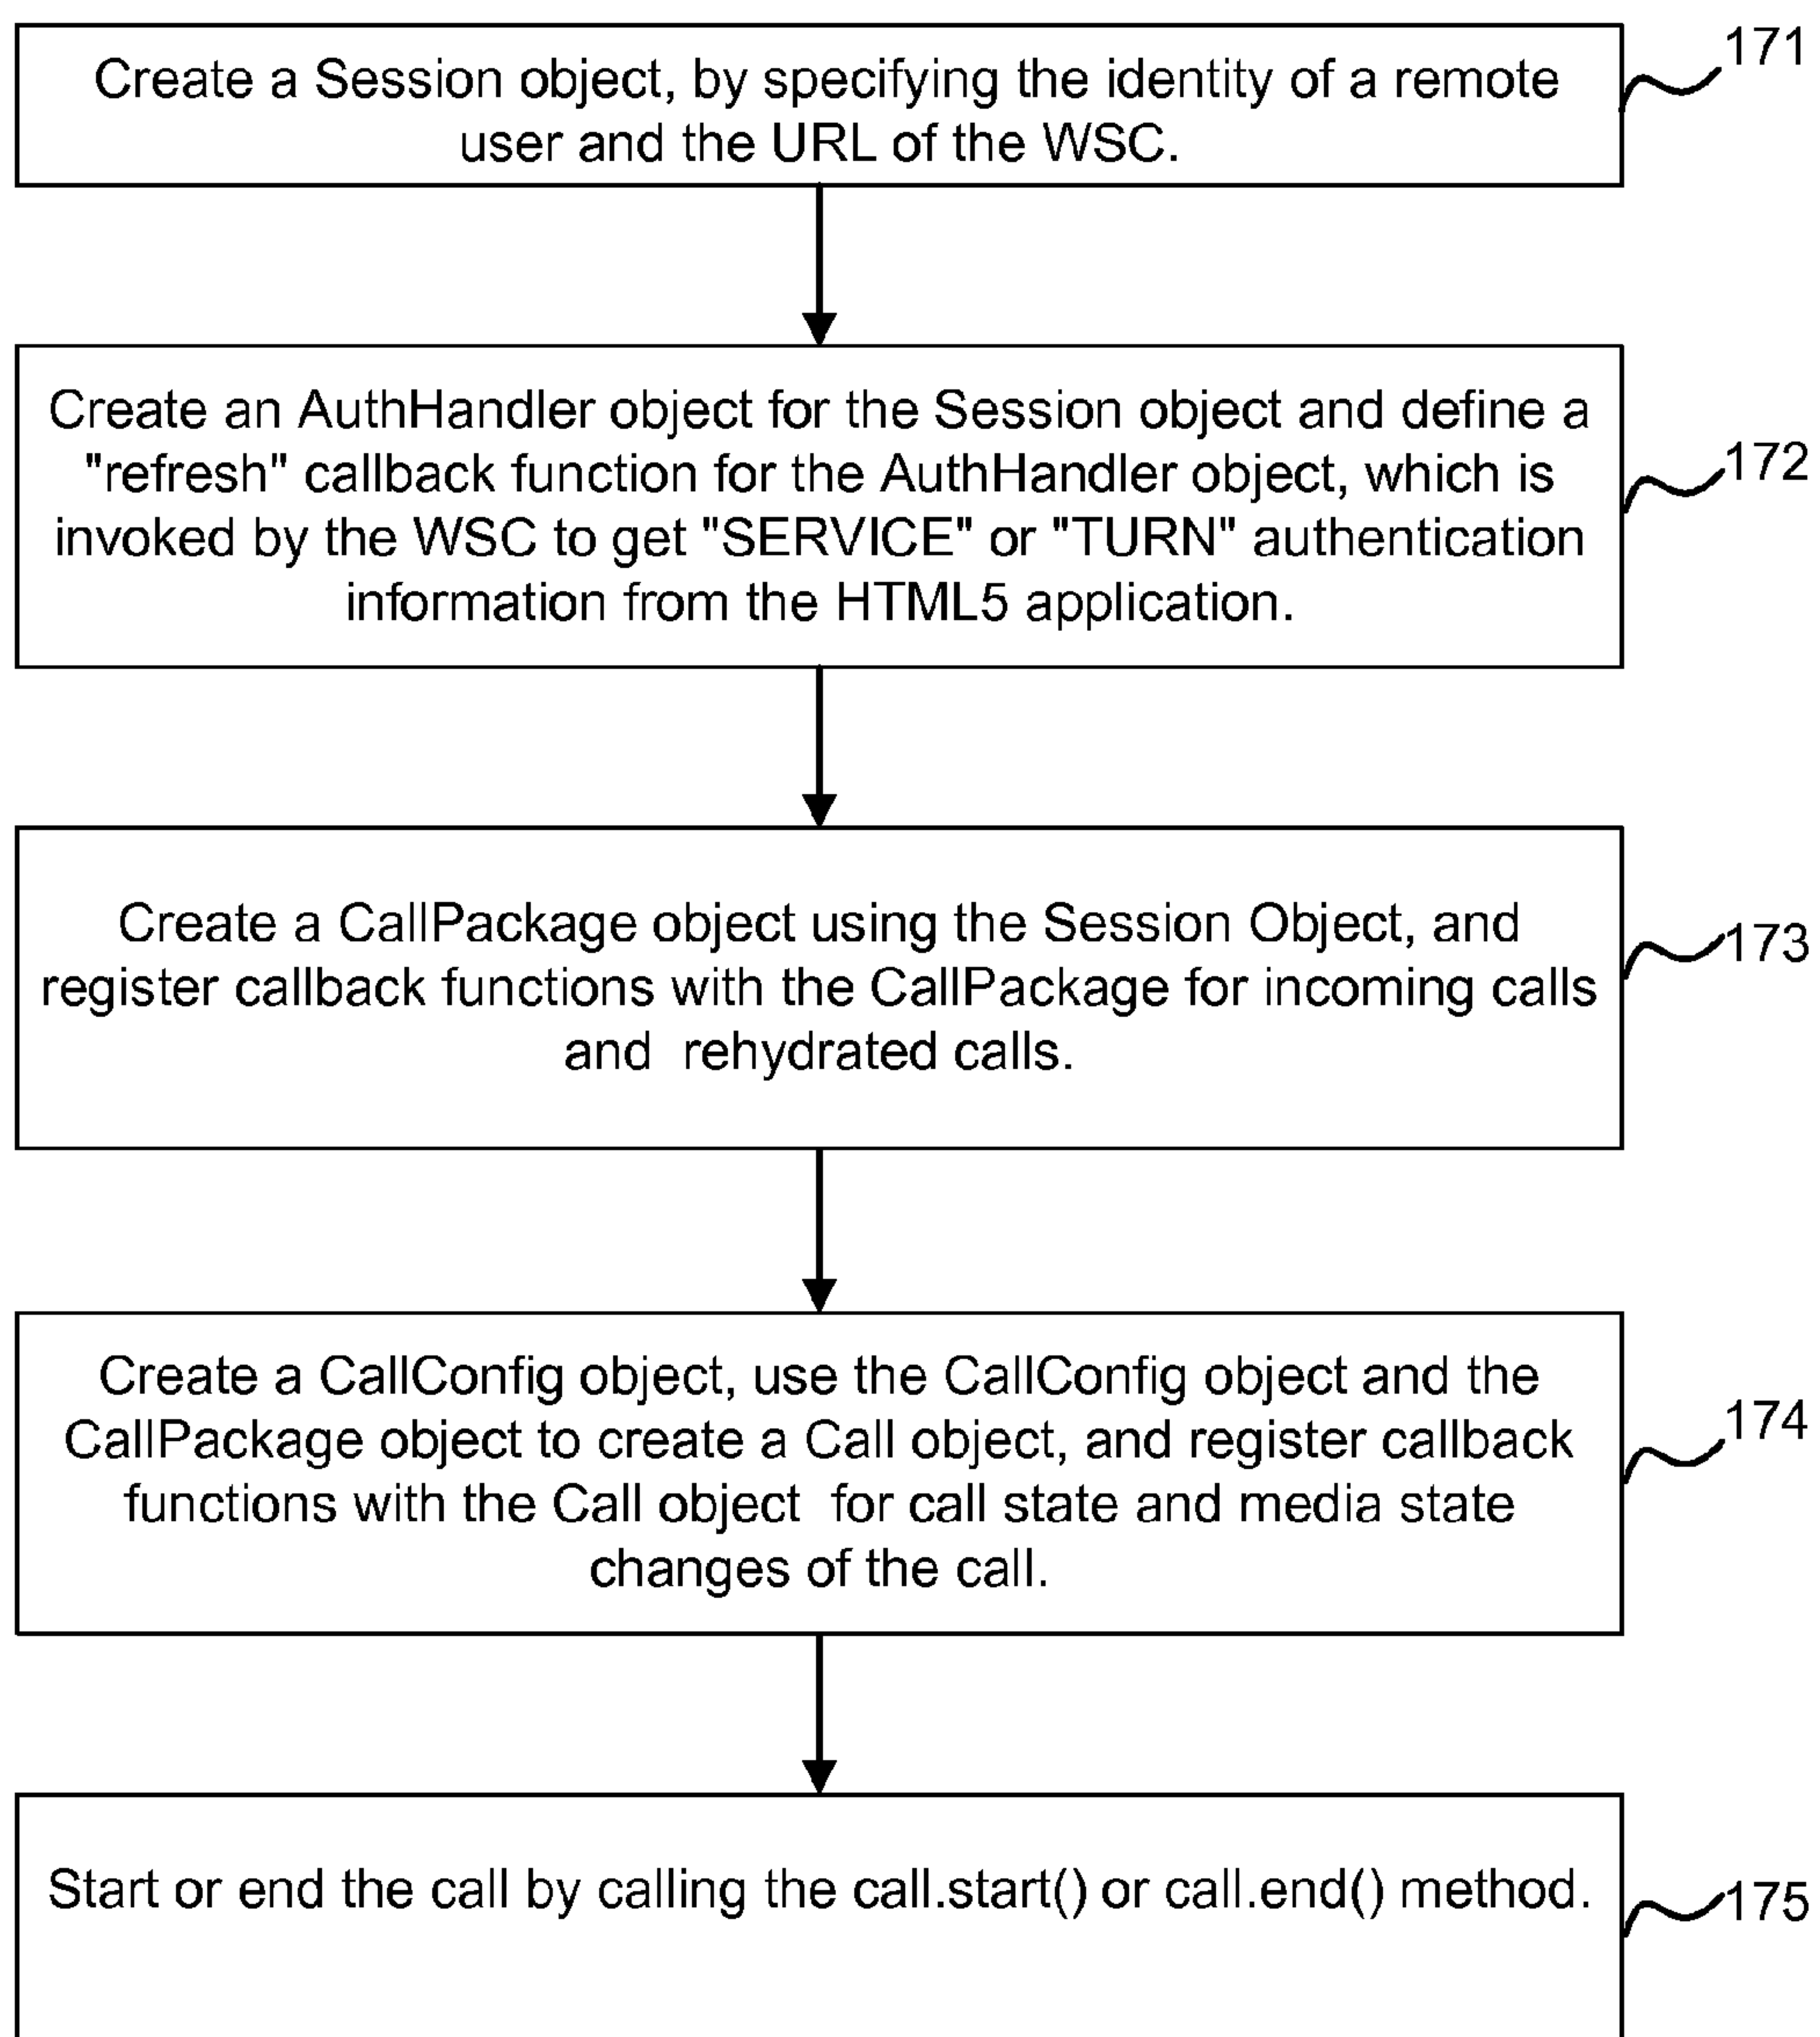 Create a Session object, by specifying the identity of a remote
user and the URL of the WSC.
171
Create an AuthHandler object for the Session object and define a
"refresh" callback function for the AuthHandler object, which is
invoked by the WSC to get "SERVICE" or "TURN" authentication
information from the HTML5 application.
172
Create a CallPackage object using the Session Object, and
register callback functions with the CallPackage for incoming calls
and  rehydrated calls.
173
Create a CallConfig object, use the CallConfig object and the
CallPackage object to create a Call object, and register callback
functions with the Call object  for call state and media state
changes of the call.
174
Start or end the call by calling the call.start() or call.end() method.
175